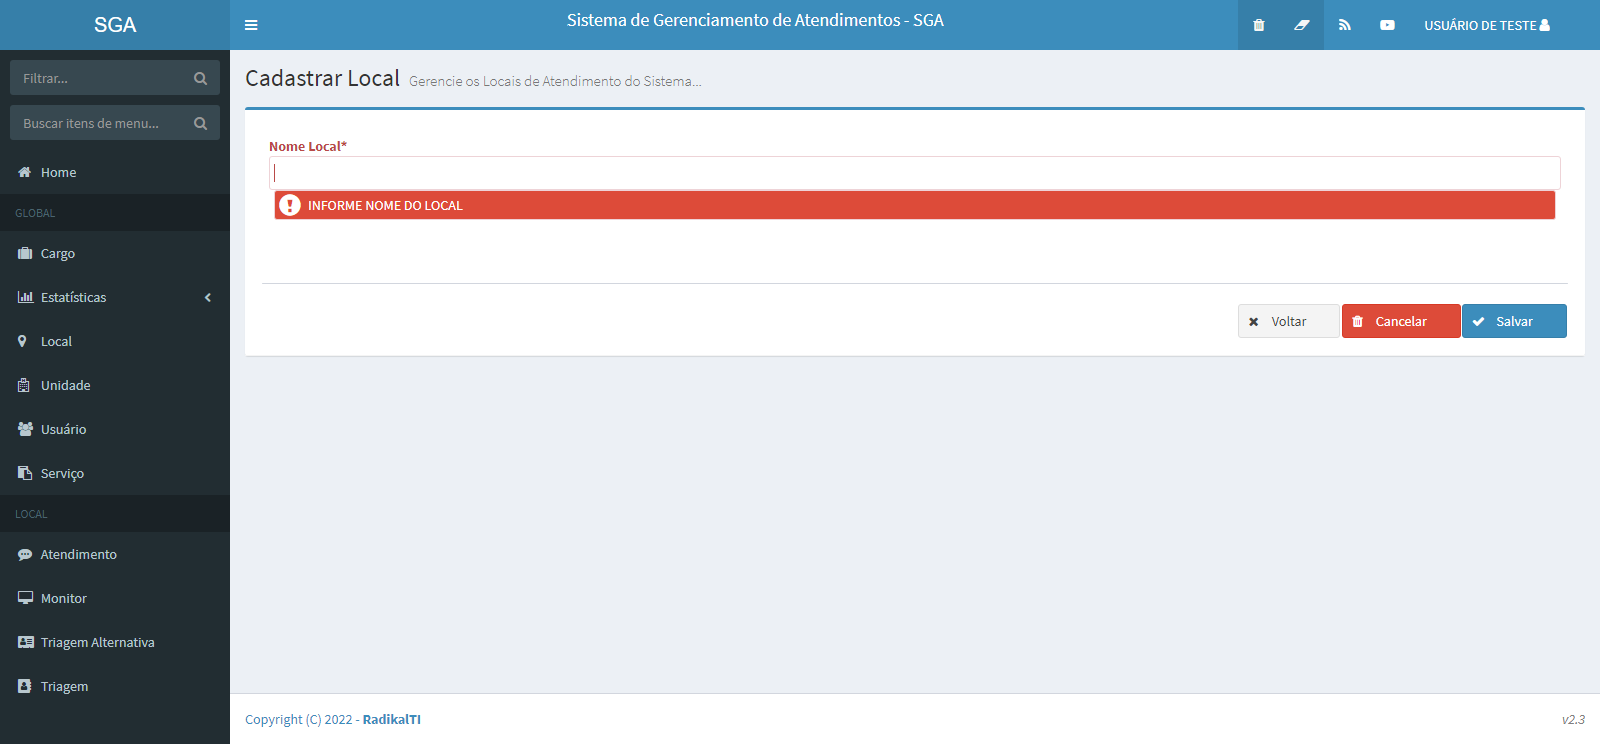 SGA
Sistema de Gerenciamento de Atendimentos - SGA
USUÁRIO DE TESTE
Filtrar...
Buscar itens de menu...
Home
GLOBAL
Cargo
Estatísticas
Local
Unidade
Usuário
Serviço
LOCAL
Atendimento
Monitor
Triagem Alternativa
Triagem
Cadastrar Local Gerencie os Locais de Atendimento do Sistema...
Nome Local*
INFORME NOME DO LOCAL
Voltar
Cancelar
Salvar
Copyright (C) 2022 - RadikalTI
v2.3